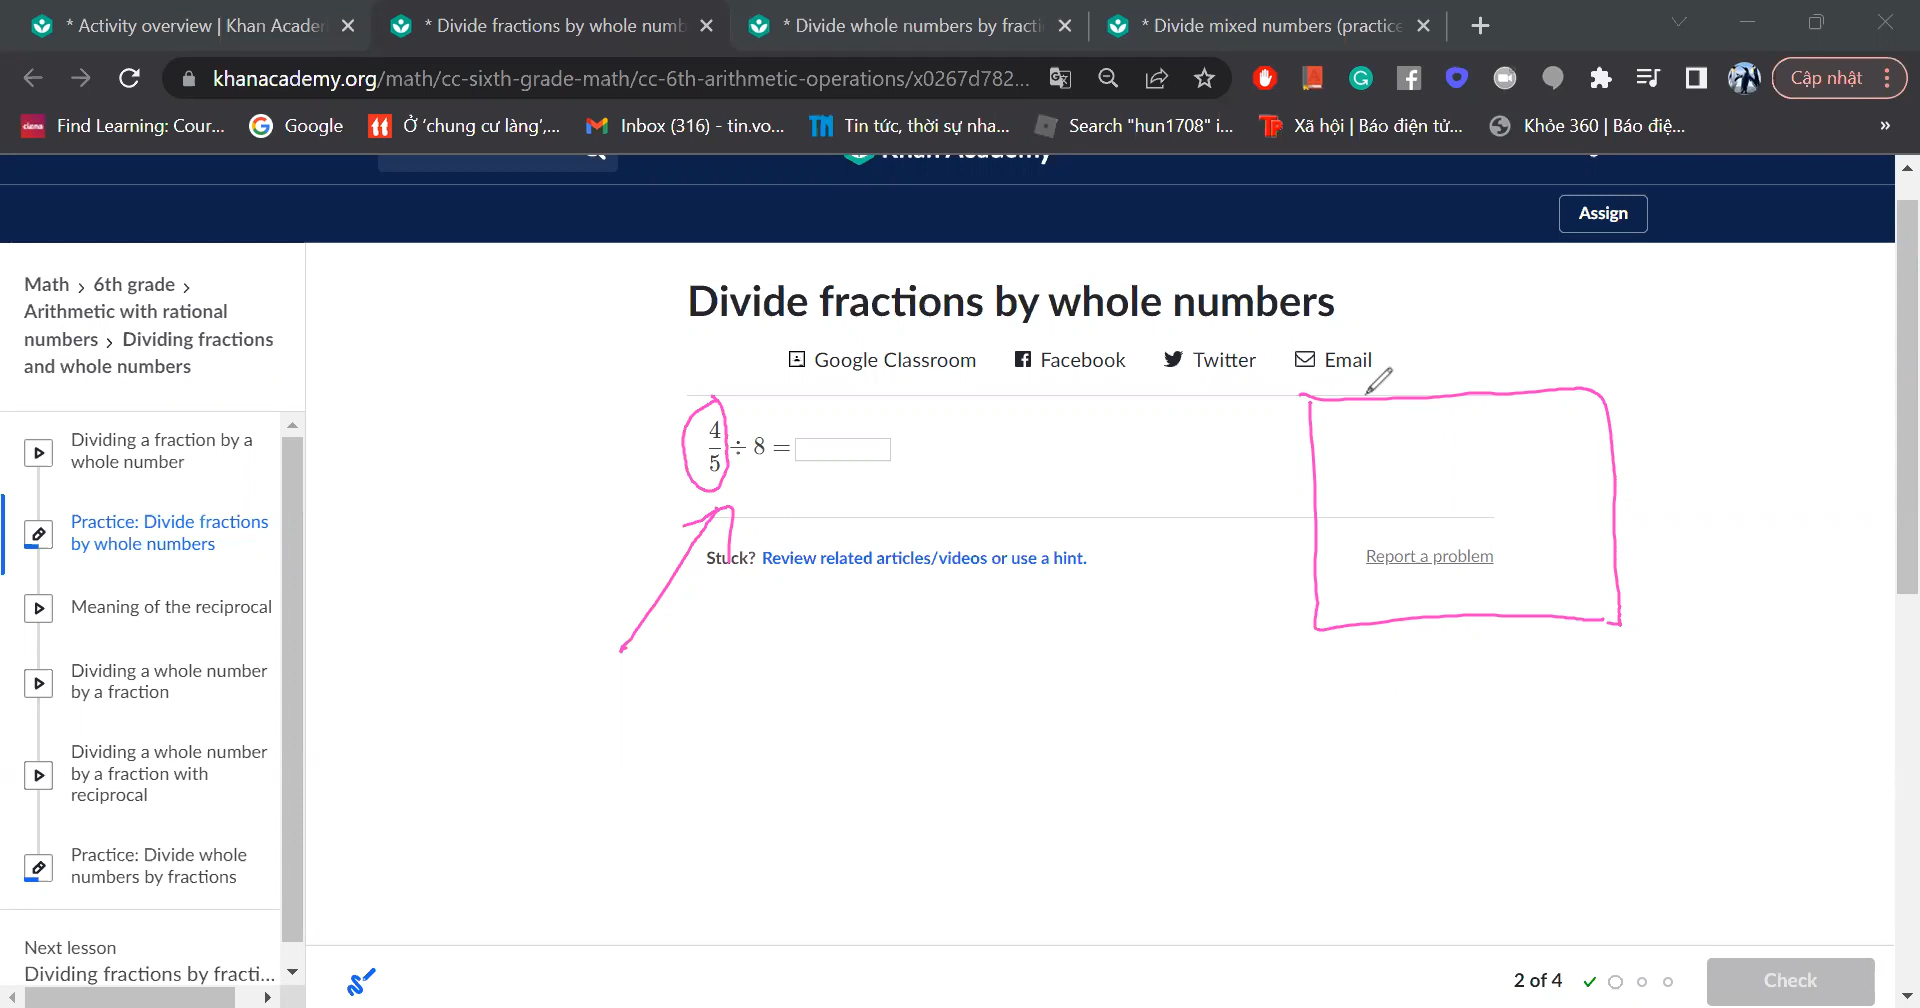 * Activity overview | Khan Acader
* Divide fractions by whole numb
* Divide whole numbers by fracti
* Divide mixed numbers (practice
khanacademy.org/math/cc-sixth-grade-math/cc-6th-arithmetic-operations/x0267d782...
Cập nhật
ciena
Find Learning: Cour...
Google
Ở 'chung cư làng',...
Inbox (316) - tin.vo...
Tin tức, thời sự nha...
Search "hun1708" i...
Xã hội | Báo điện tử...
Khỏe 360 | Báo điệ...
»
Khan Academy
Assign
Math > 6th grade >
Arithmetic with rational
numbers > Dividing fractions
and whole numbers
Dividing a fraction by a
whole number
Practice: Divide fractions
by whole numbers
Meaning of the reciprocal
Dividing a whole number
by a fraction
Dividing a whole number
by a fraction with
reciprocal
Practice: Divide whole
numbers by fractions
Next lesson
Dividing fractions by fracti...
Divide fractions by whole numbers
Google Classroom
Facebook
Twitter
Email
4/5 ÷ 8 =
Stuck? Review related articles/videos or use a hint.
Report a problem
2 of 4
Check